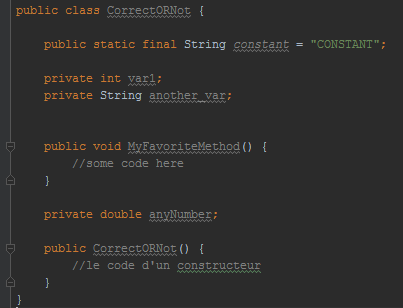 public class CorrectORNot {
public static final String constant = "CONSTANT";
private int var1;
private String another_var;
public void MyFavoriteMethod() {
//some code here
}
private double anyNumber;
public CorrectORNot() {
//le code d'un constructeur
}
}